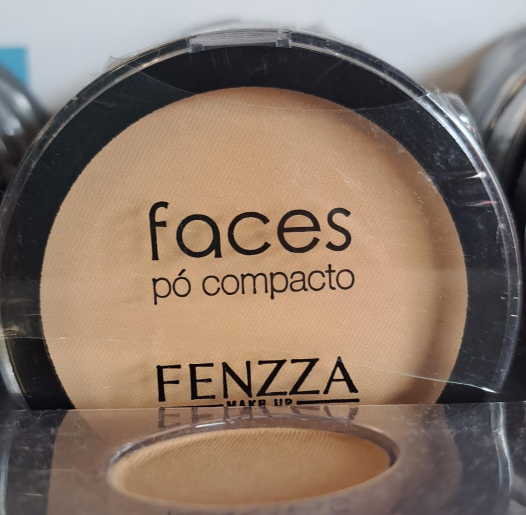 faces
pó compacto
FENZZA
MAKE UP